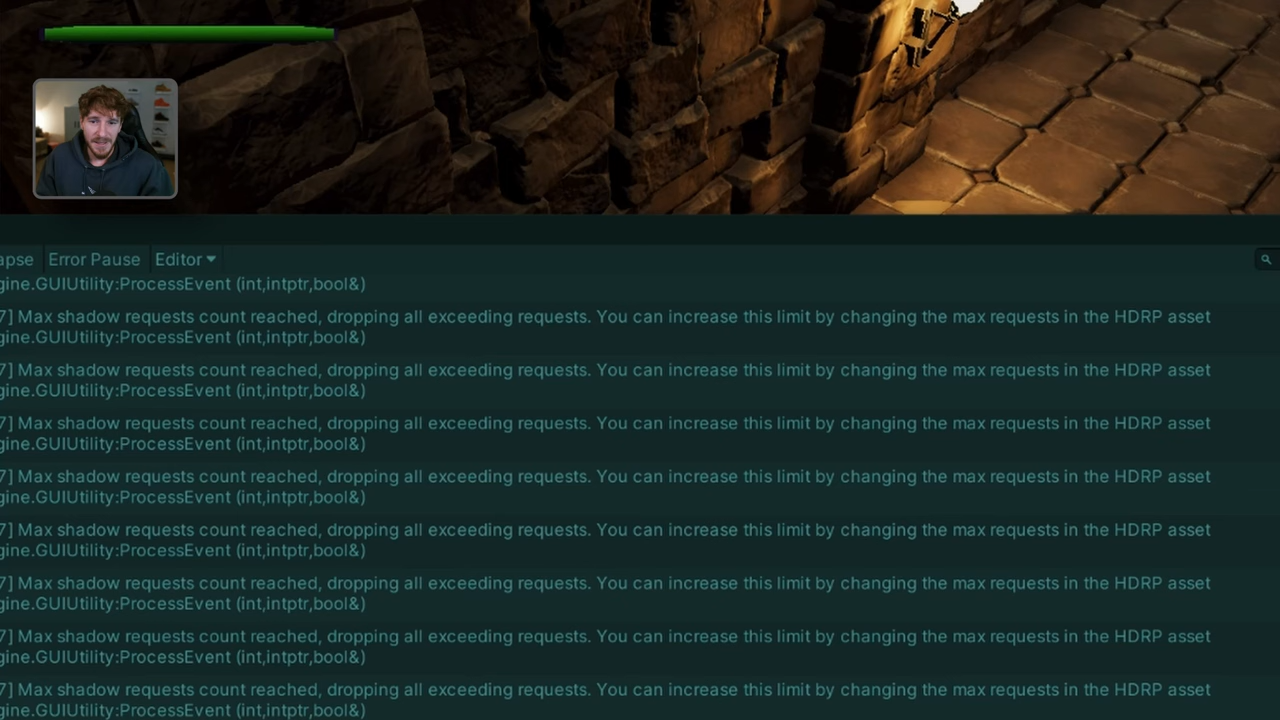 apse Error Pause Editor
gine.GUIUtility:ProcessEvent (int,intptr,bool&)
7] Max shadow requests count reached, dropping all exceeding requests. You can increase this limit by changing the max requests in the HDRP asset
gine.GUIUtility:ProcessEvent (int,intptr,bool&)
7] Max shadow requests count reached, dropping all exceeding requests. You can increase this limit by changing the max requests in the HDRP asset
gine.GUIUtility:ProcessEvent (int,intptr,bool&)
7] Max shadow requests count reached, dropping all exceeding requests. You can increase this limit by changing the max requests in the HDRP asset
gine.GUIUtility:ProcessEvent (int,intptr,bool&)
7] Max shadow requests count reached, dropping all exceeding requests. You can increase this limit by changing the max requests in the HDRP asset
gine.GUIUtility:ProcessEvent (int,intptr,bool&)
7] Max shadow requests count reached, dropping all exceeding requests. You can increase this limit by changing the max requests in the HDRP asset
gine.GUIUtility:ProcessEvent (int,intptr,bool&)
7] Max shadow requests count reached, dropping all exceeding requests. You can increase this limit by changing the max requests in the HDRP asset
gine.GUIUtility:ProcessEvent (int,intptr,bool&)
7] Max shadow requests count reached, dropping all exceeding requests. You can increase this limit by changing the max requests in the HDRP asset
gine.GUIUtility:ProcessEvent (int,intptr,bool&)
7] Max shadow requests count reached, dropping all exceeding requests. You can increase this limit by changing the max requests in the HDRP asset
gine.GUIUtility:ProcessEvent (int,intptr,bool&)